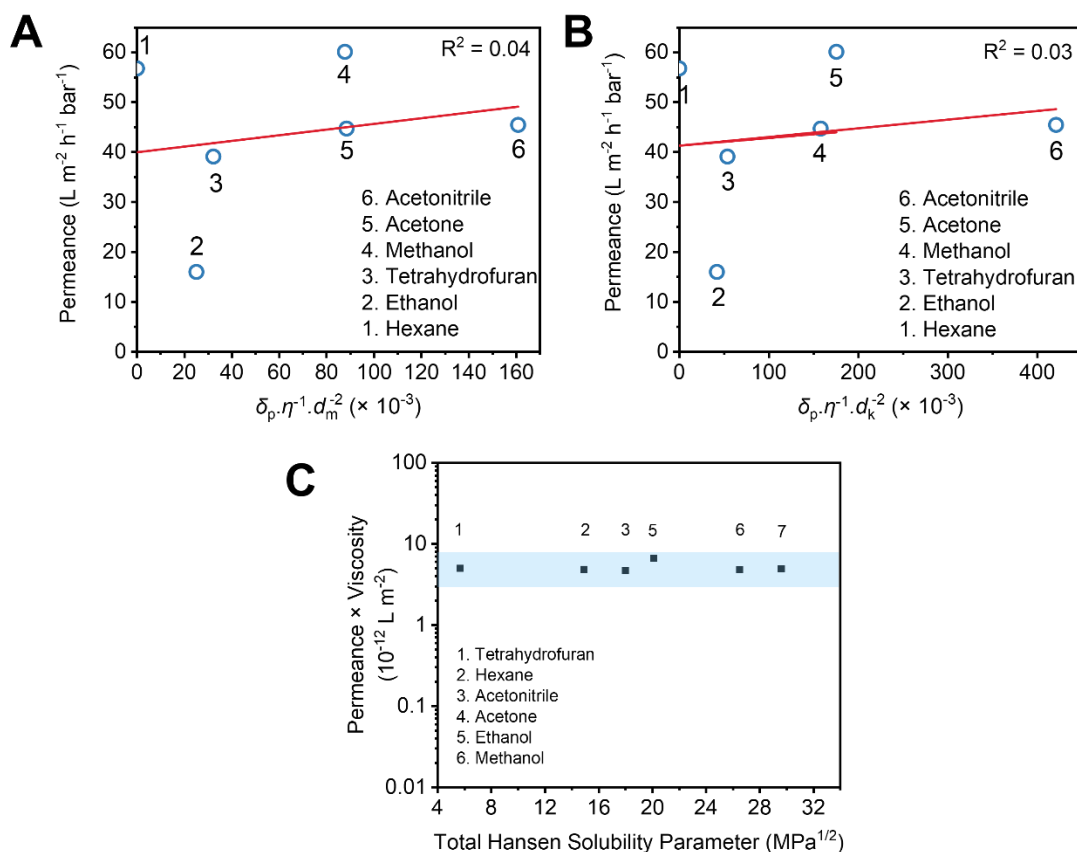 A
R² = 0.04
Permeance (L m⁻² h⁻¹ bar⁻¹)
60
50
40
30
20
10
0
1
4
5
6
3
2
6. Acetonitrile
5. Acetone
4. Methanol
3. Tetrahydrofuran
2. Ethanol
1. Hexane
0 20 40 60 80 100 120 140 160
δp.η⁻¹.dm⁻² (× 10⁻³)
B
R² = 0.03
Permeance (L m⁻² h⁻¹ bar⁻¹)
60
50
40
30
20
10
0
1
5
4
6
3
2
6. Acetonitrile
5. Acetone
4. Methanol
3. Tetrahydrofuran
2. Ethanol
1. Hexane
0 100 200 300 400
δp.η⁻¹.dk⁻² (× 10⁻³)
C
Permeance × Viscosity
(10⁻¹² L m⁻²)
100
10
1
0.1
0.01
1 2 3 5 6 7
1. Tetrahydrofuran
2. Hexane
3. Acetonitrile
4. Acetone
5. Ethanol
6. Methanol
4 8 12 16 20 24 28 32
Total Hansen Solubility Parameter (MPa¹/²)